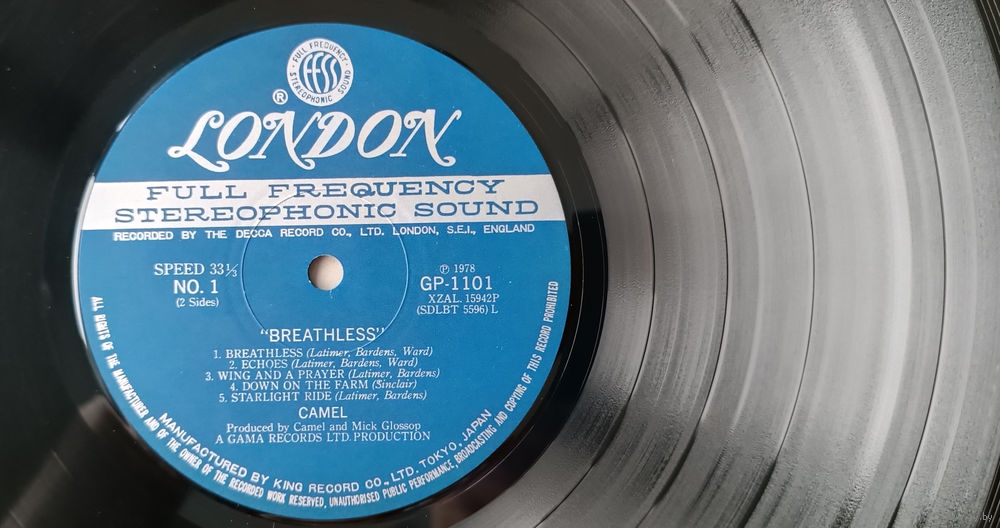 FULL FREQUENCY
ffss
STEREOPHONIC SOUND
®
LONDON
FULL FREQUENCY
STEREOPHONIC SOUND
RECORDED BY THE DECCA RECORD CO., LTD. LONDON, S.E.I., ENGLAND
SPEED 33⅓
NO. 1
(2 Sides)
℗ 1978
GP-1101
XZAL. 15942P
(SDLBT 5596) L
"BREATHLESS"
1. BREATHLESS (Latimer, Bardens, Ward)
2. ECHOES (Latimer, Bardens, Ward)
3. WING AND A PRAYER (Latimer, Bardens)
4. DOWN ON THE FARM (Sinclair)
5. STARLIGHT RIDE (Latimer, Bardens)
CAMEL
Produced by Camel and Mick Glossop
A GAMA RECORDS LTD. PRODUCTION
MANUFACTURED BY KING RECORD CO., LTD. TOKYO, JAPAN
ALL RIGHTS OF THE MANUFACTURER AND OF THE OWNER OF THE RECORDED WORK RESERVED, UNAUTHORISED PUBLIC PERFORMANCE, BROADCASTING AND COPYING OF THIS RECORD PROHIBITED